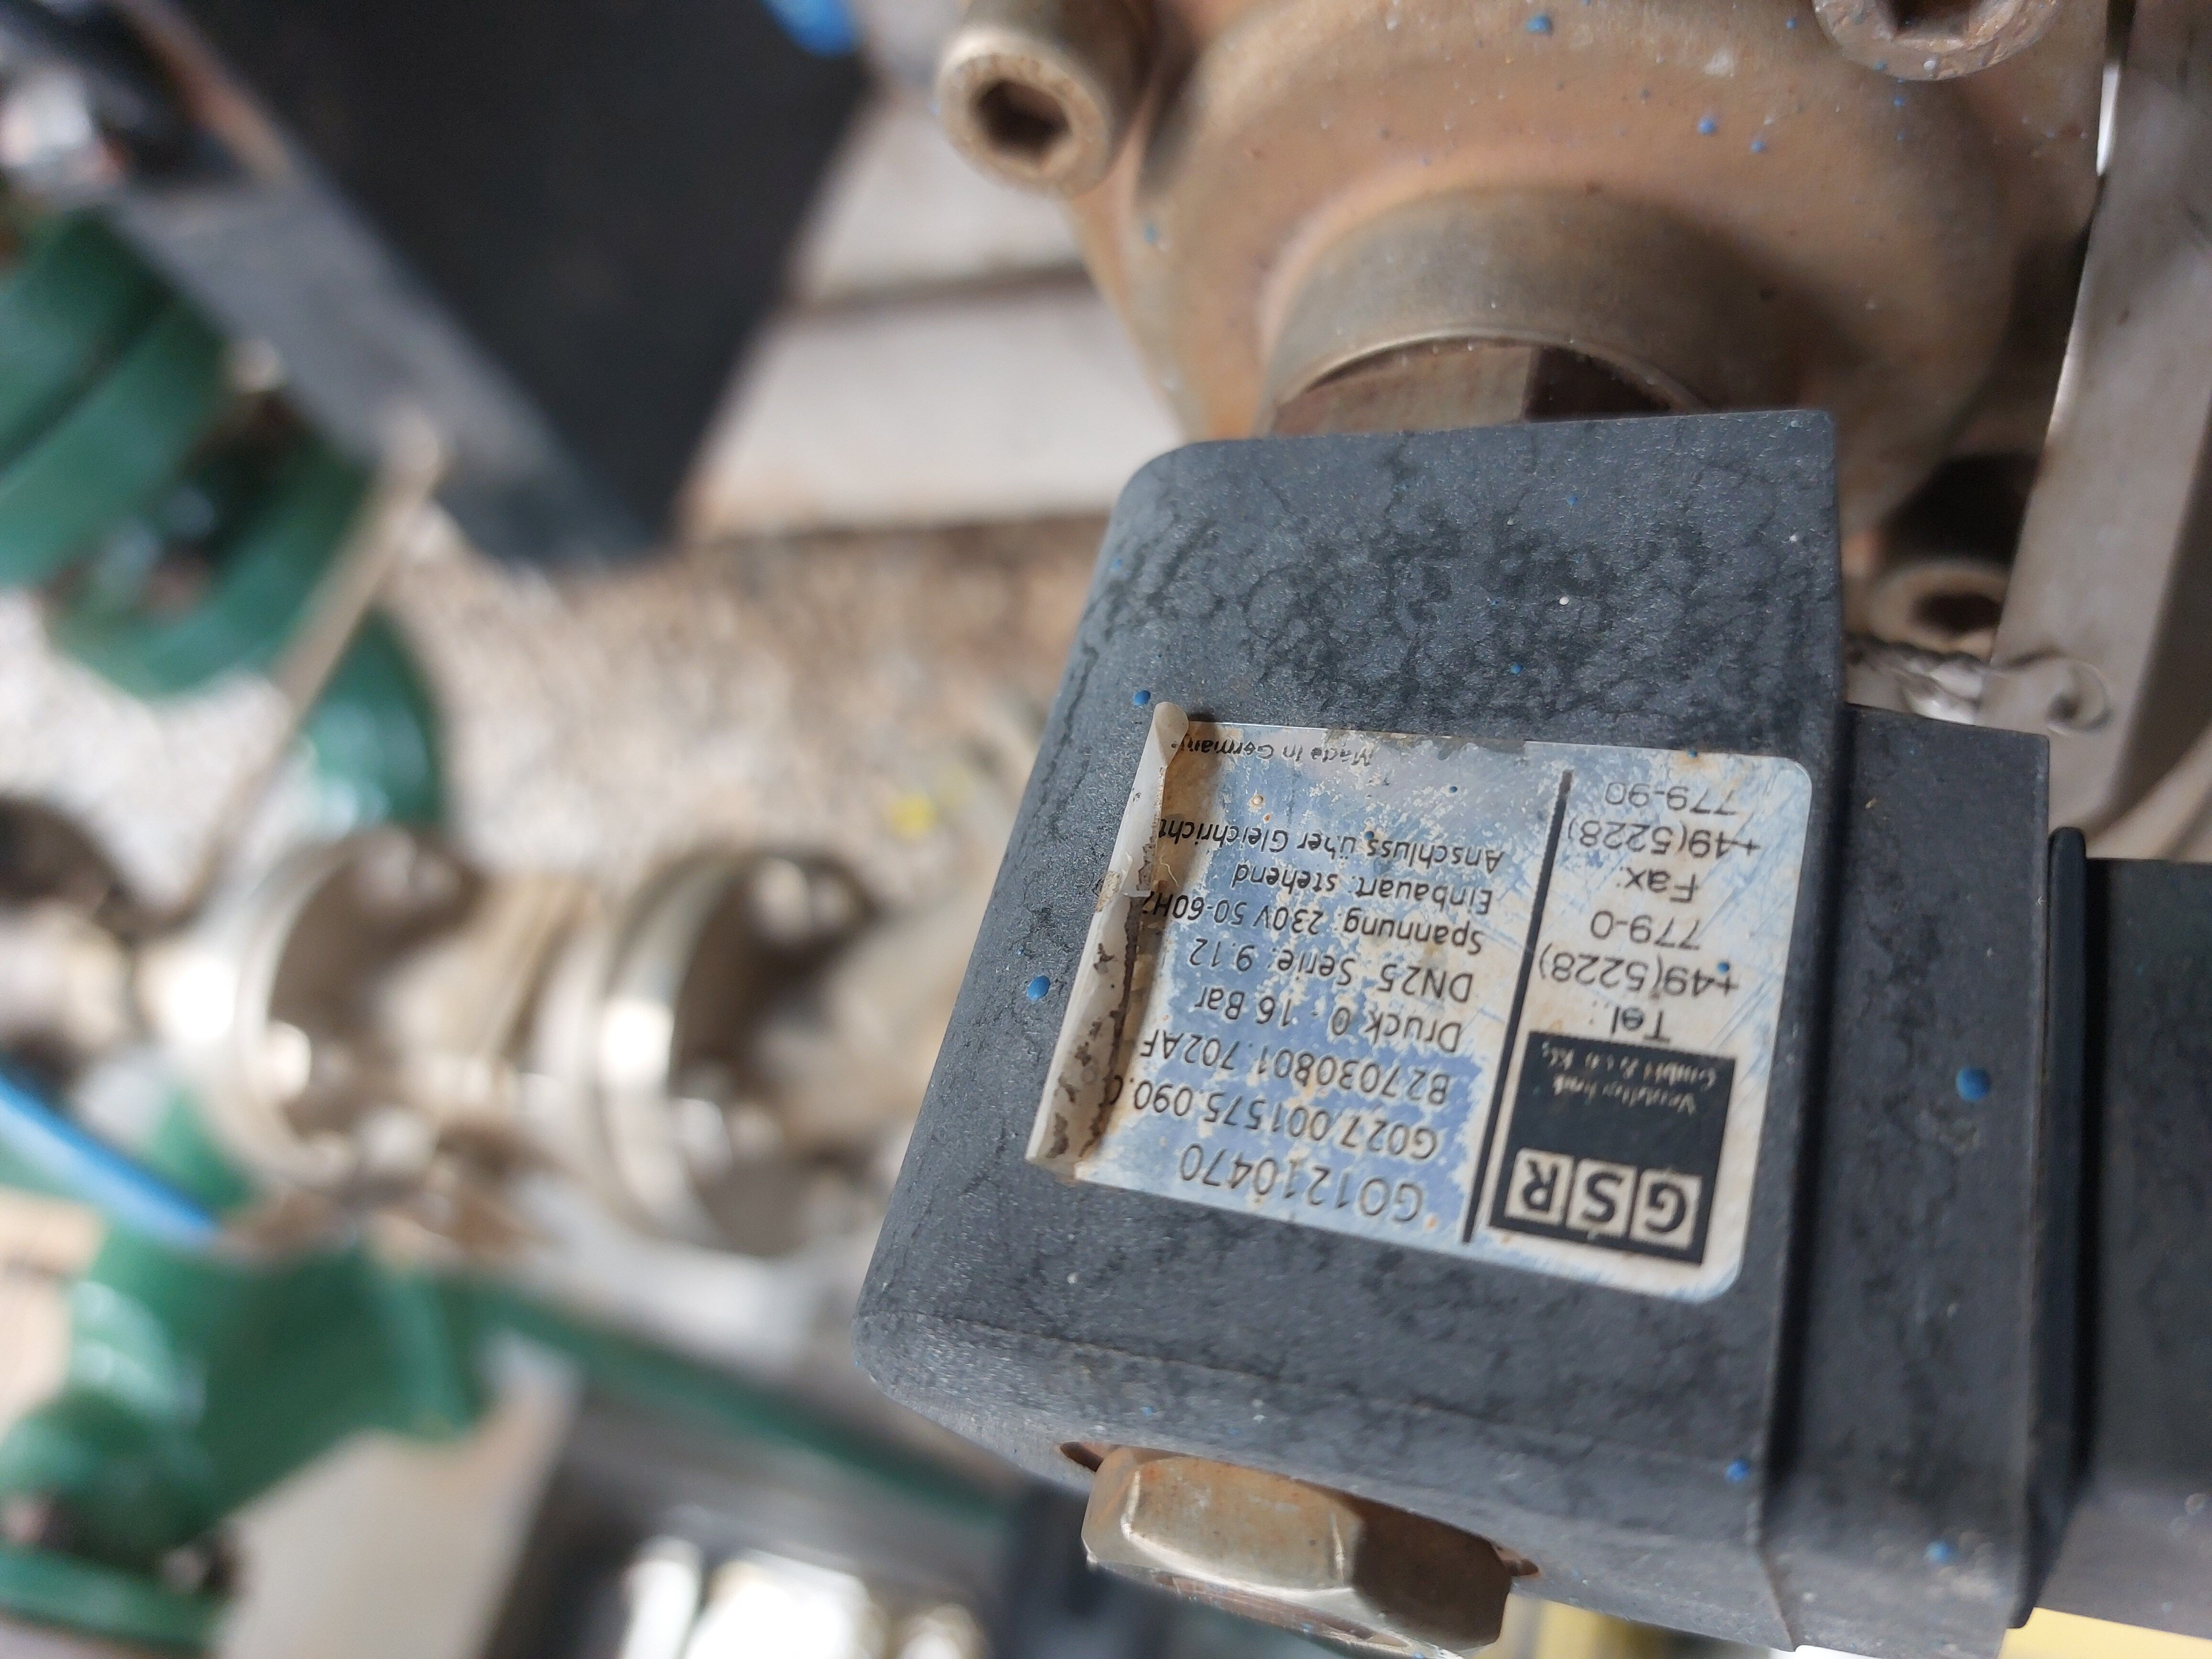 GSR
Ventiltechnik
GmbH & Co. KG
Tel.:
+49(5228)
779-0
Fax:
+49(5228)
779-90
GO1210470
G027.001575.090.0
B27030801.702AF
Druck 0 - 16 Bar
DN25 Serie: 9.12
Spannung: 230V 50-60Hz
Einbauart: stehend
Anschluss über Gleichricht
Made in Germany